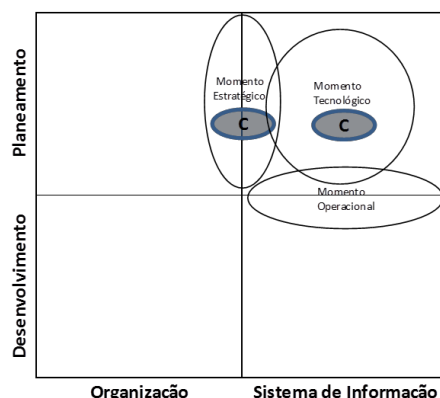 Planeamento
Desenvolvimento
Momento
Estratégico
C
Momento
Tecnológico
C
Momento
Operacional
Organização
Sistema de Informação